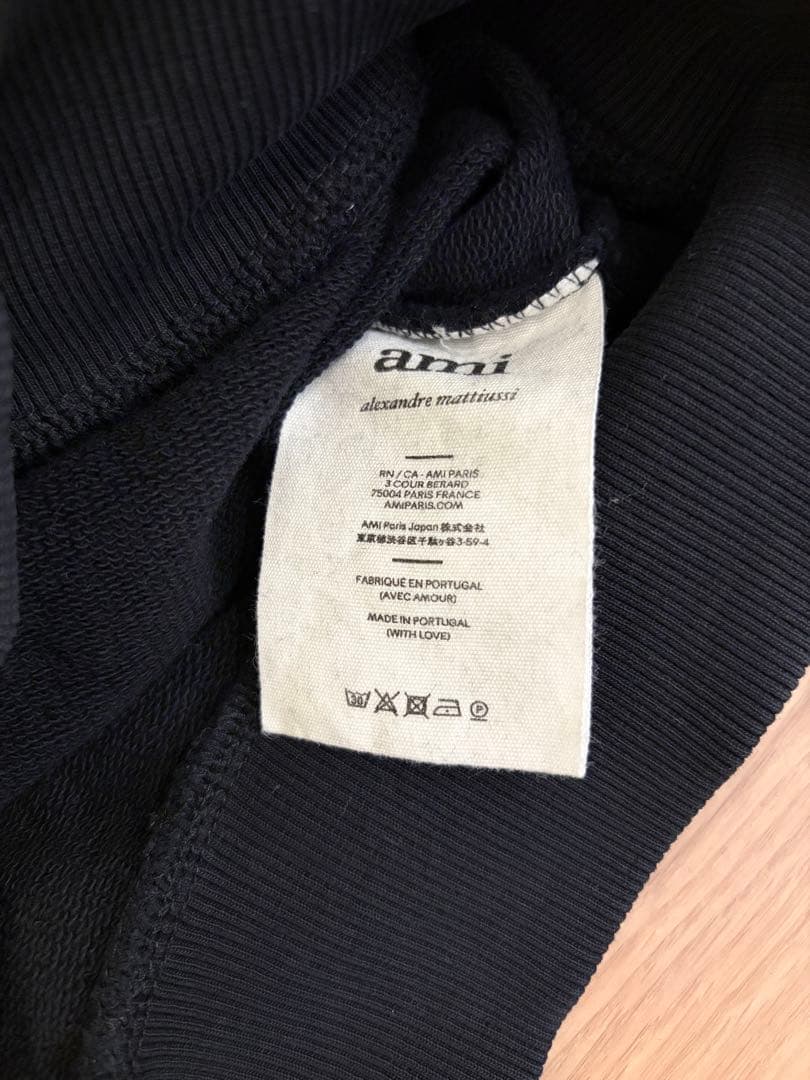 ami
alexandre mattiussi
RN / CA - AMI PARIS
3 COUR BERARD
75004 PARIS FRANCE
AMIPARIS.COM
AMI Paris Japan 株式会社
東京都渋谷区千駄ヶ谷3-59-4
FABRIQUÉ EN PORTUGAL
(AVEC AMOUR)
MADE IN PORTUGAL
(WITH LOVE)
30 P